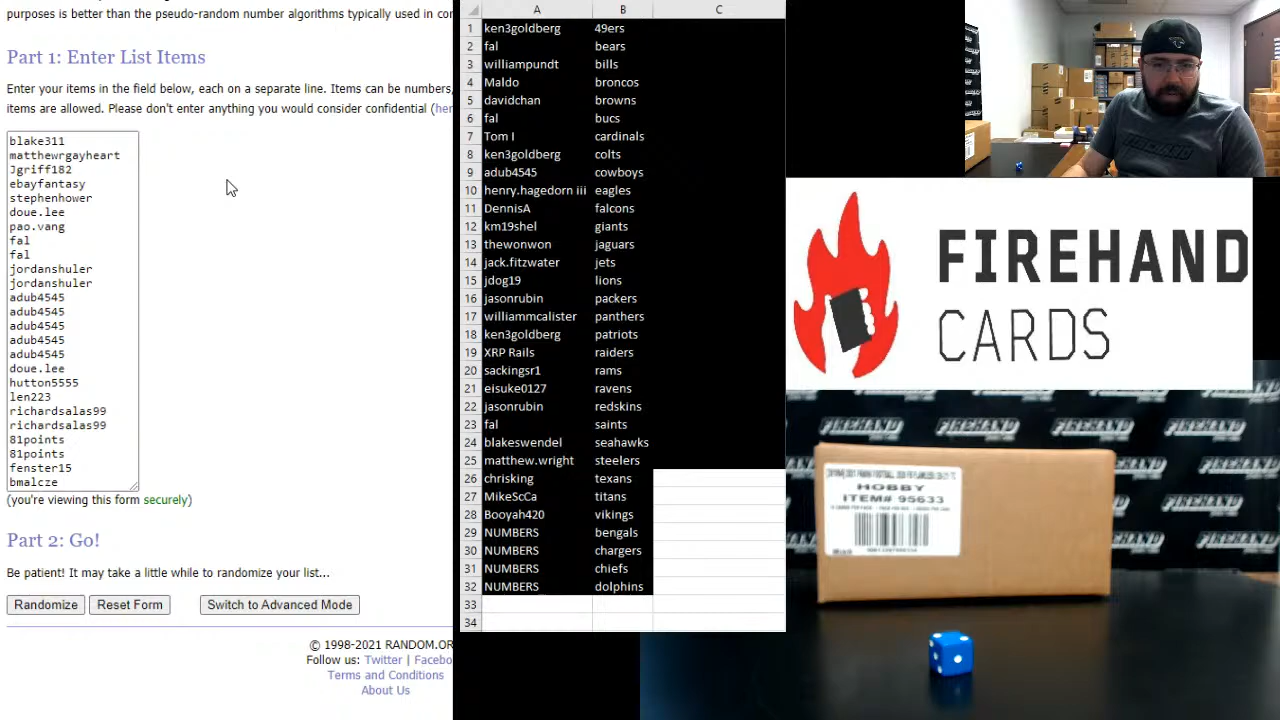 purposes is better than the pseudo-random number algorithms typically used in co
Part 1: Enter List Items
Enter your items in the field below, each on a separate line. Items can be numbers,
items are allowed. Please don't enter anything you would consider confidential (her
blake311
matthewrgayheart
Jgriff182
ebayfantasy
stephenhower
doue.lee
pao.vang
fal
fal
jordanshuler
jordanshuler
adub4545
adub4545
adub4545
adub4545
adub4545
doue.lee
hutton5555
len223
richardsalas99
richardsalas99
81points
81points
fenster15
bmalcze
(you're viewing this form securely)
Part 2: Go!
Be patient! It may take a little while to randomize your list...
Randomize
Reset Form
Switch to Advanced Mode
© 1998-2021 RANDOM.OR
Follow us: Twitter | Facebo
Terms and Conditions
About Us
A B C
1 ken3goldberg 49ers
2 fal bears
3 williampundt bills
4 Maldo broncos
5 davidchan browns
6 fal bucs
7 Tom I cardinals
8 ken3goldberg colts
9 adub4545 cowboys
10 henry.hagedorn iii eagles
11 DennisA falcons
12 km19shel giants
13 thewonwon jaguars
14 jack.fitzwater jets
15 jdog19 lions
16 jasonrubin packers
17 williammcalister panthers
18 ken3goldberg patriots
19 XRP Rails raiders
20 sackingsr1 rams
21 eisuke0127 ravens
22 jasonrubin redskins
23 fal saints
24 blakeswendel seahawks
25 matthew.wright steelers
26 chrisking texans
27 MikeScCa titans
28 Booyah420 vikings
29 NUMBERS bengals
30 NUMBERS chargers
31 NUMBERS chiefs
32 NUMBERS dolphins
33
34
FIREHAND
CARDS
FIREHAND
FIREHAND
FIREHAND
HOBBY
ITEM# 95633